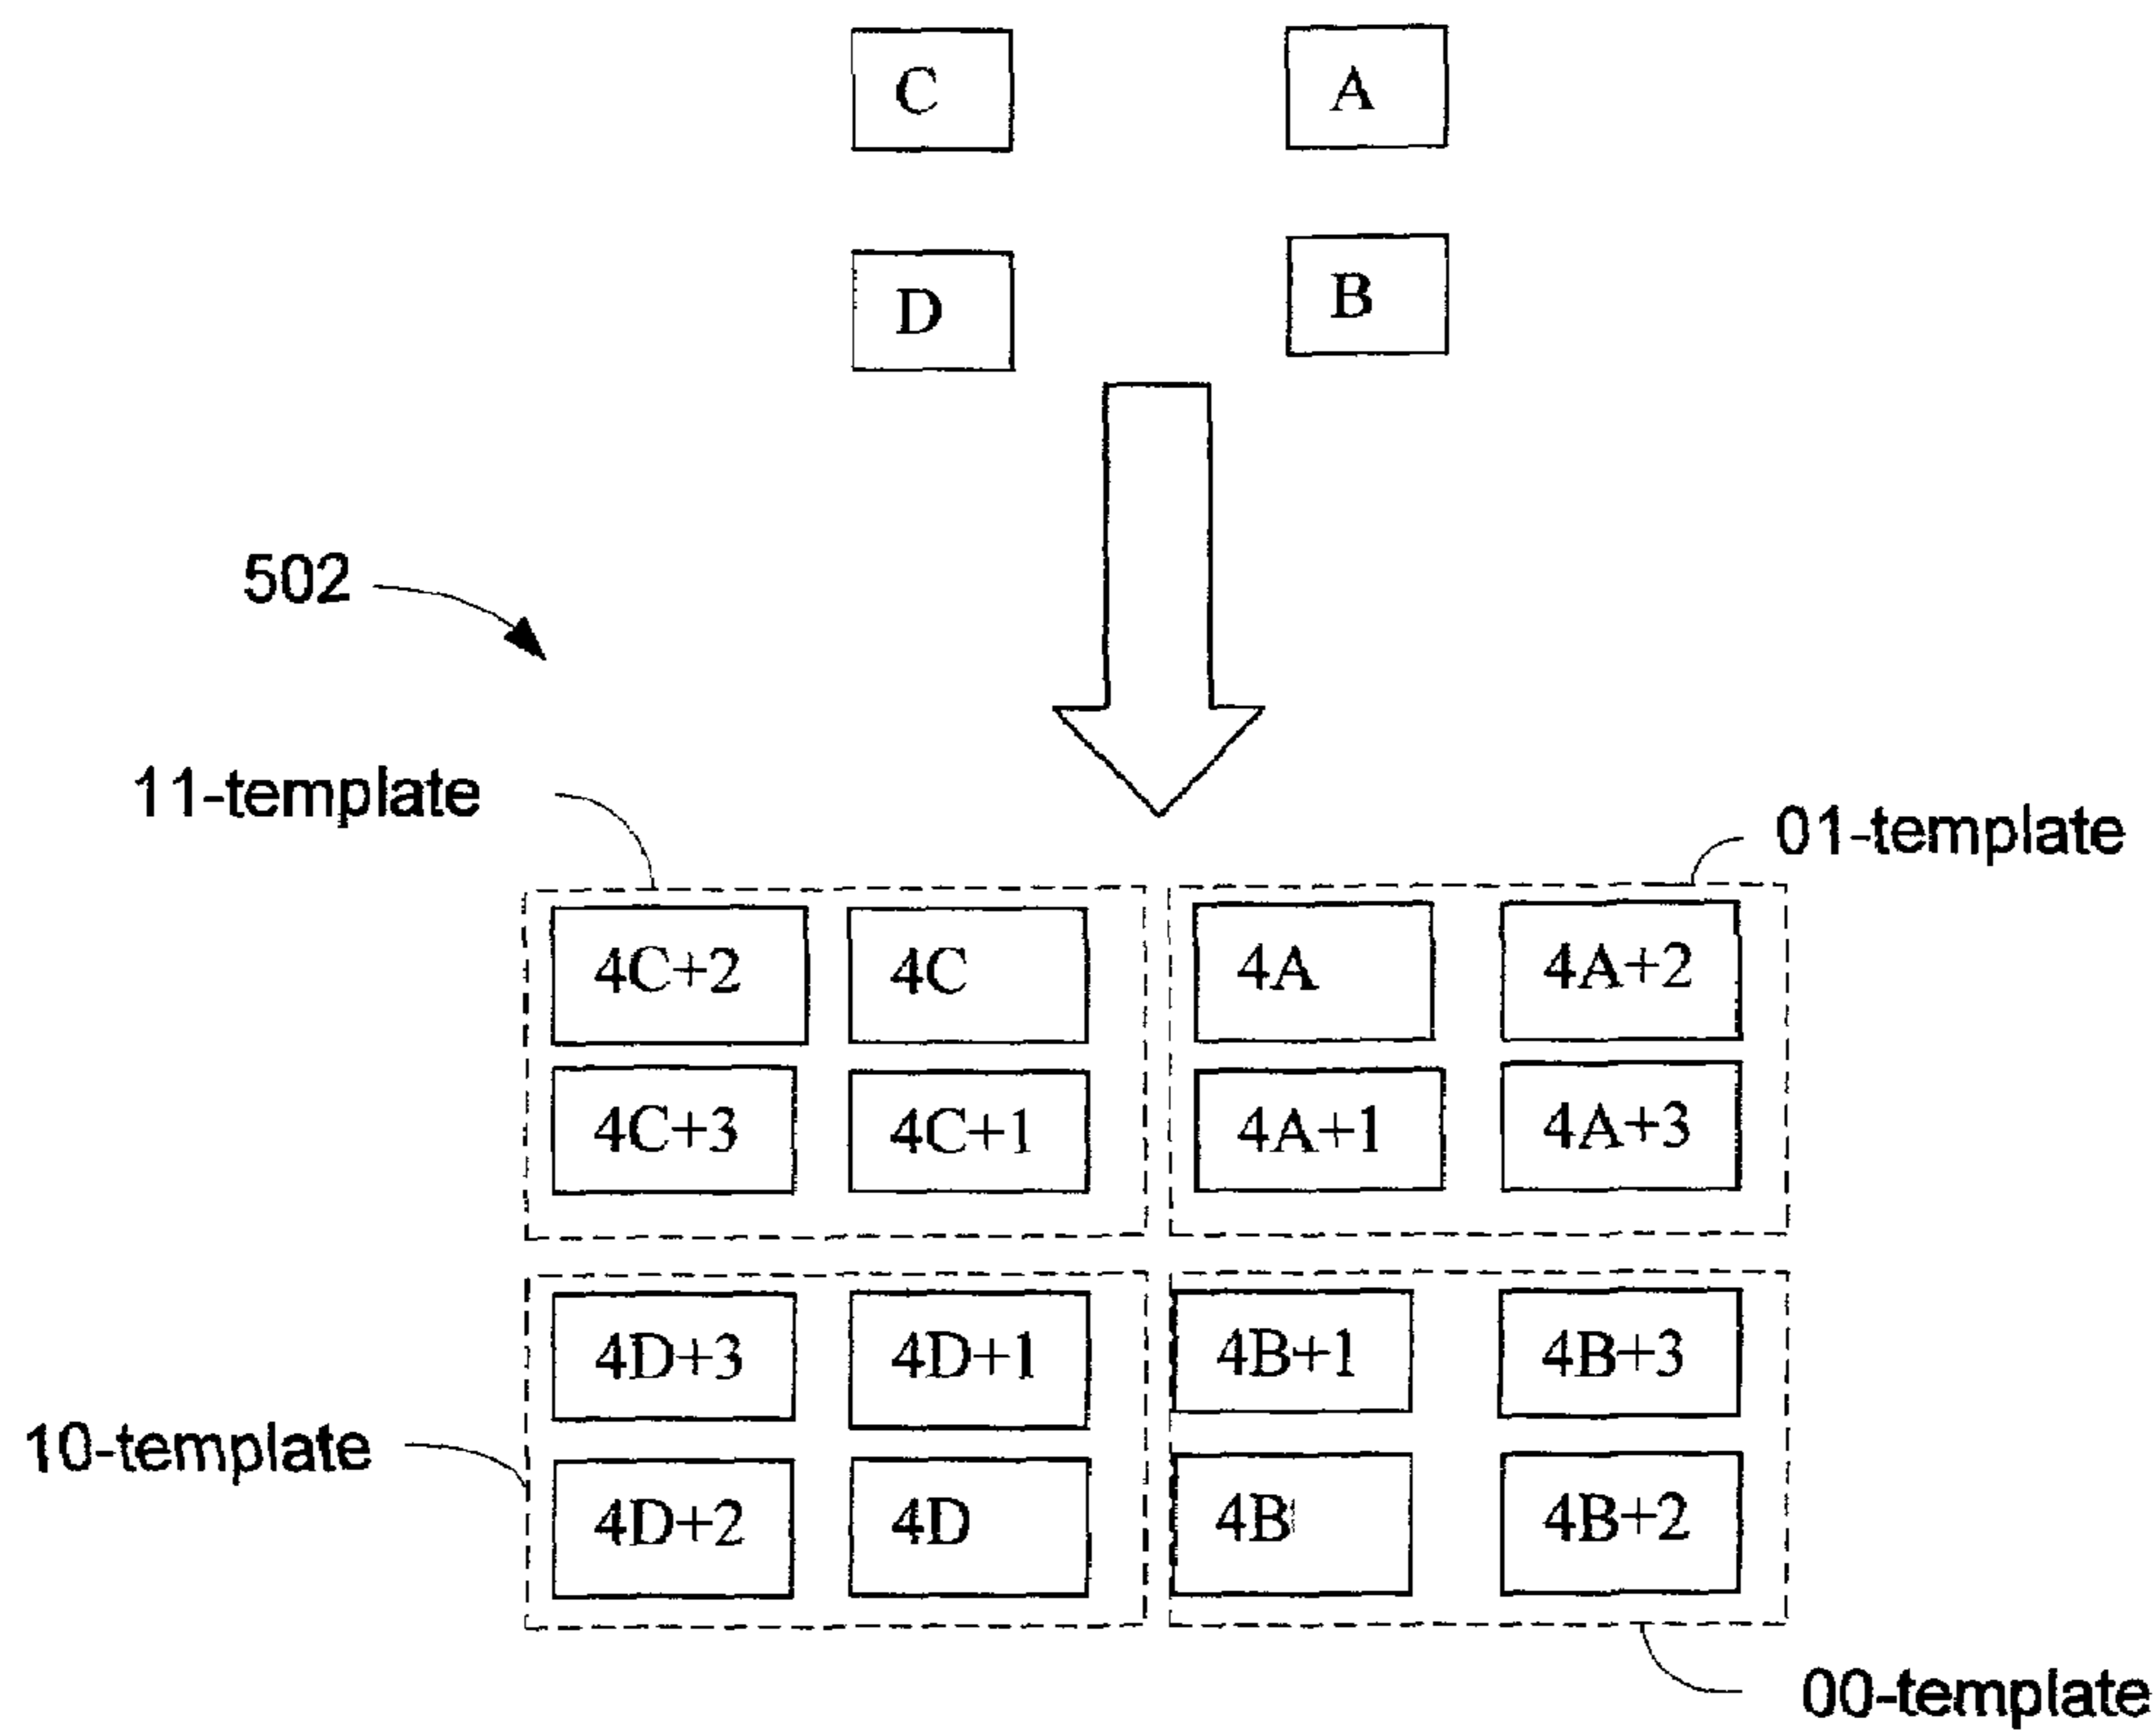 C A
D B
502
11-template
01-template
4C+2 4C 4A 4A+2
4C+3 4C+1 4A+1 4A+3
4D+3 4D+1 4B+1 4B+3
10-template
4D+2 4D 4B 4B+2
00-template